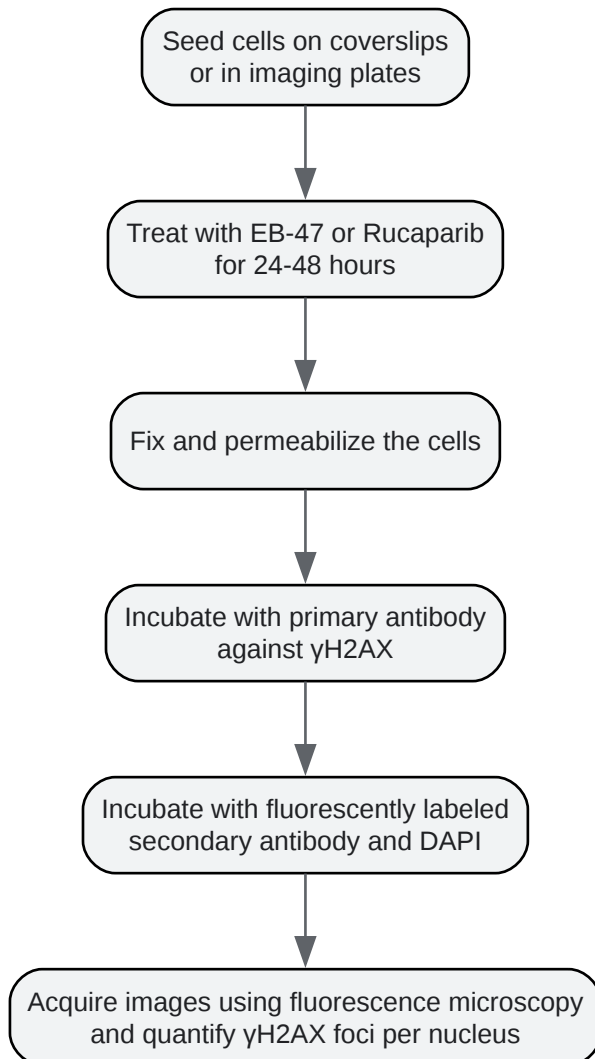 Seed cells on coverslips
or in imaging plates
Treat with EB-47 or Rucaparib
for 24-48 hours
Fix and permeabilize the cells
Incubate with primary antibody
against γH2AX
Incubate with fluorescently labeled
secondary antibody and DAPI
Acquire images using fluorescence microscopy
and quantify γH2AX foci per nucleus